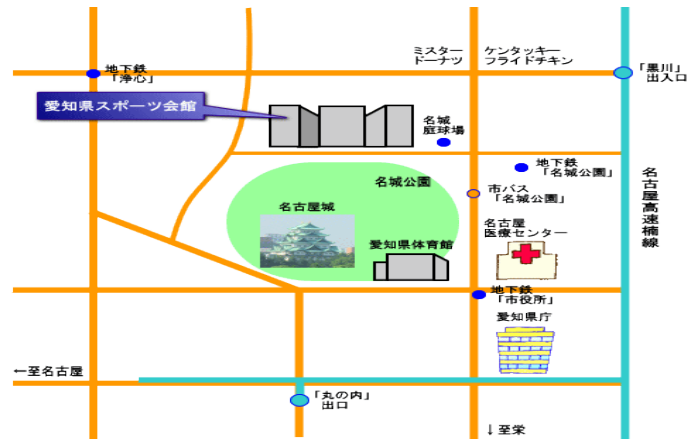 ミスター
ドーナツ
ケンタッキー
フライドチキン
地下鉄
「浄心」
「黒川」
出入口
愛知県スポーツ会館
名城
庭球場
地下鉄
「名城公園」
名城公園
市バス
「名城公園」
名古屋高速楠線
名古屋城
名古屋
医療センター
愛知県体育館
地下鉄
「市役所」
愛知県庁
←至名古屋
「丸の内」
出口
↓至栄